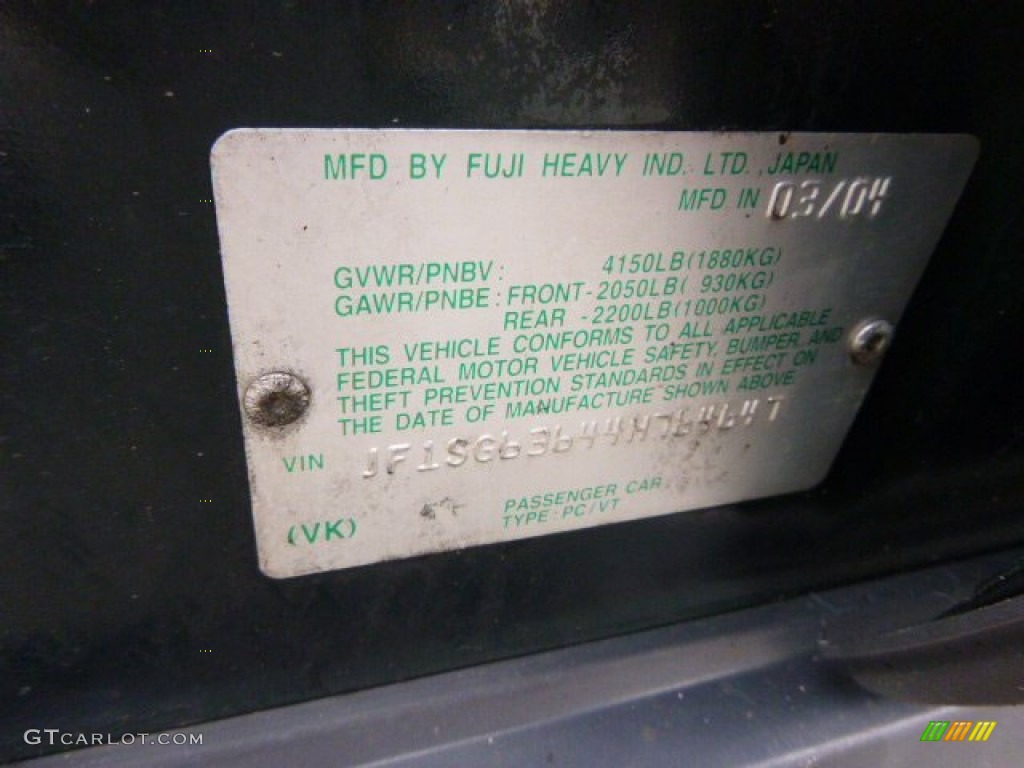 MFD BY FUJI HEAVY IND. LTD., JAPAN
MFD IN 03/04
GVWR/PNBV: 4150LB(1880KG)
GAWR/PNBE: FRONT-2050LB( 930KG)
REAR -2200LB(1000KG)
THIS VEHICLE CONFORMS TO ALL APPLICABLE
FEDERAL MOTOR VEHICLE SAFETY, BUMPER, AND
THEFT PREVENTION STANDARDS IN EFFECT ON
THE DATE OF MANUFACTURE SHOWN ABOVE
VIN JF1SG63644H764647
PASSENGER CAR
(VK) TYPE:PC/VT
GTCARLOT.COM